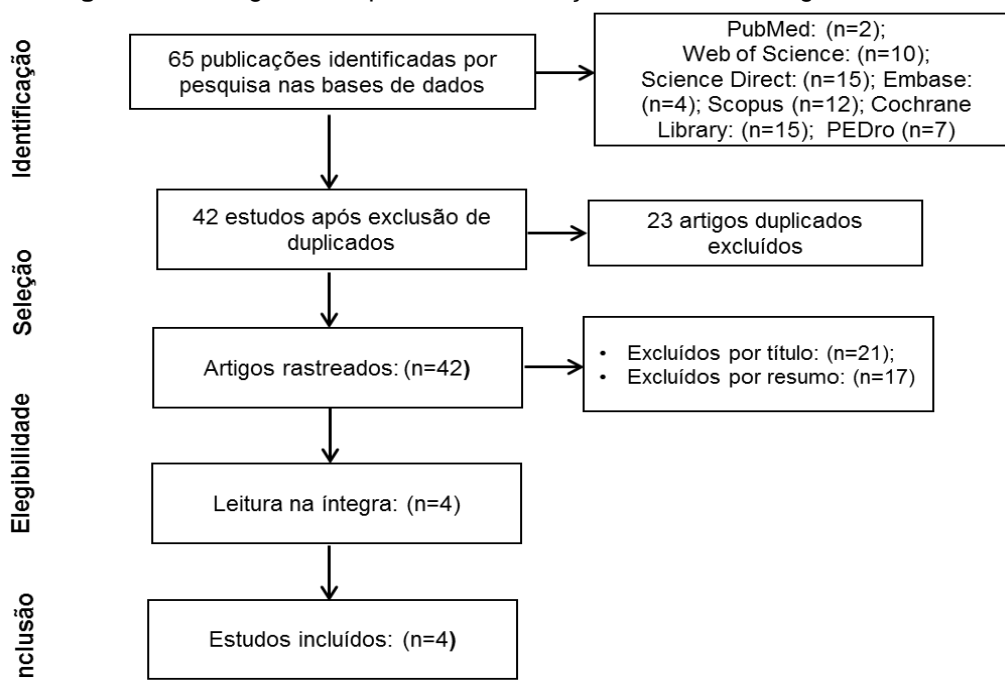 Identificação
65 publicações identificadas por
pesquisa nas bases de dados
PubMed: (n=2);
Web of Science: (n=10);
Science Direct: (n=15); Embase:
(n=4); Scopus (n=12); Cochrane
Library: (n=15); PEDro (n=7)
Seleção
42 estudos após exclusão de
duplicados
23 artigos duplicados
excluídos
Artigos rastreados: (n=42)
• Excluídos por título: (n=21);
• Excluídos por resumo: (n=17)
Elegibilidade
Leitura na íntegra: (n=4)
nclusão
Estudos incluídos: (n=4)